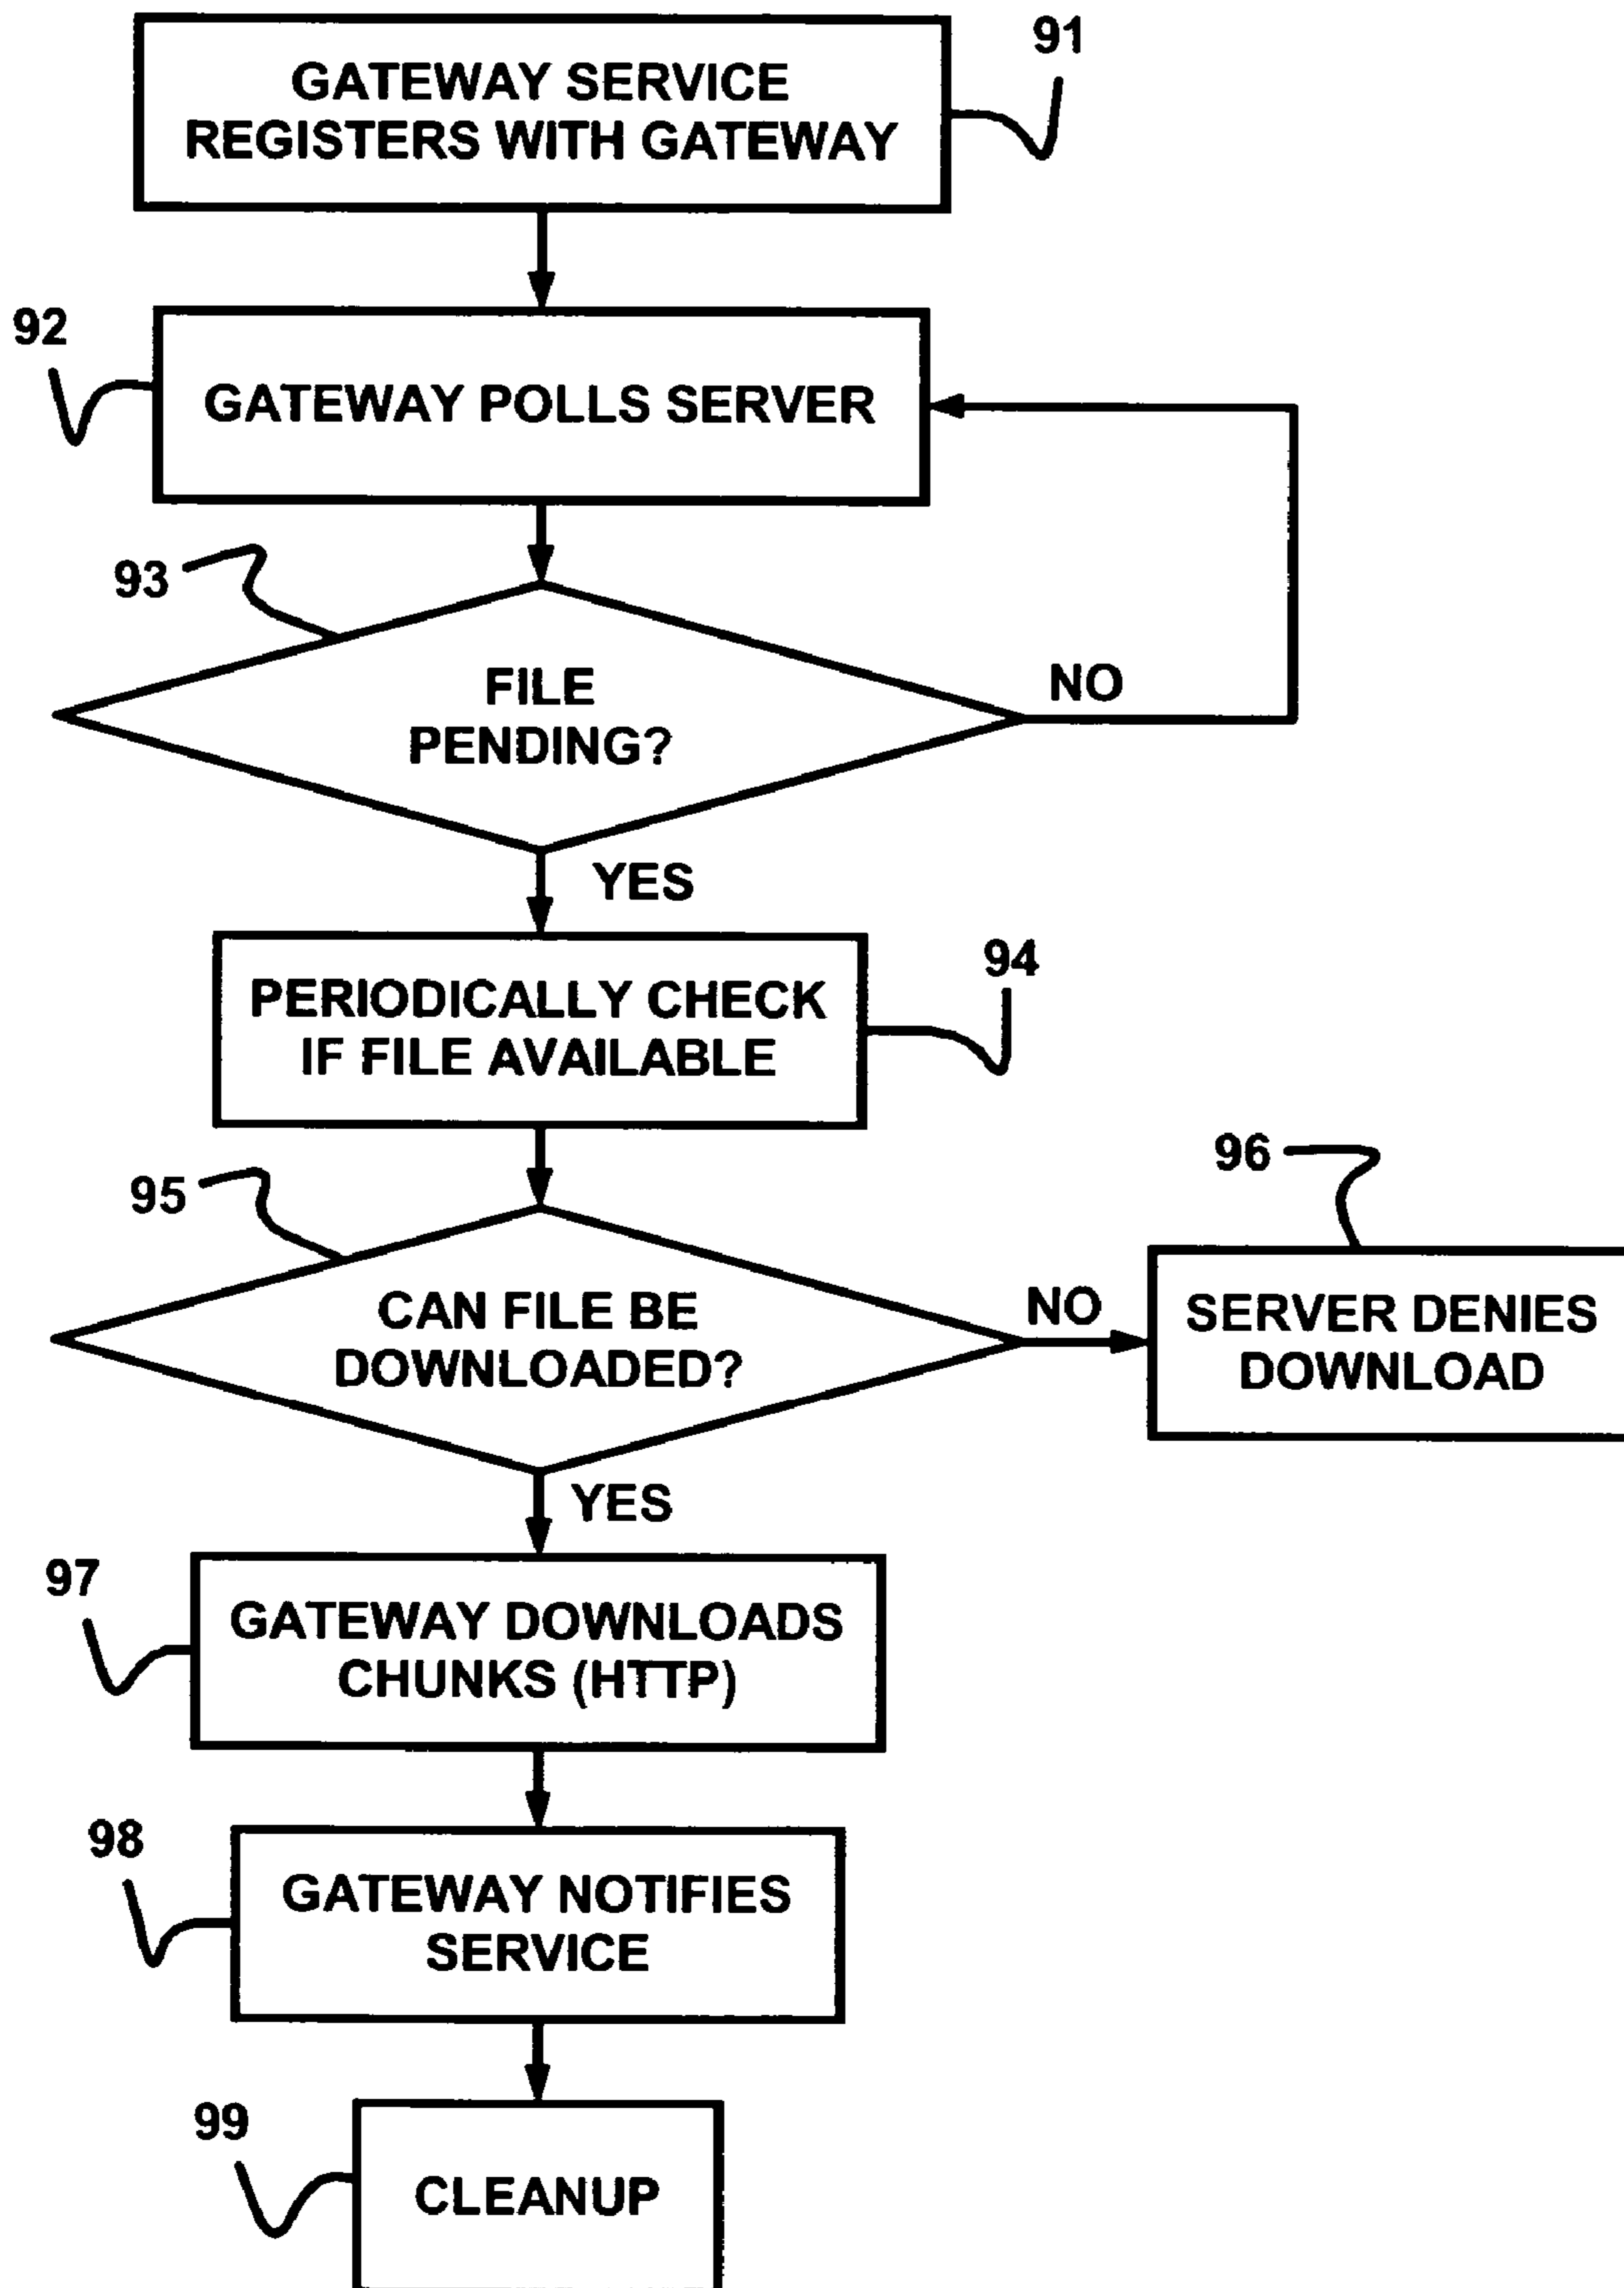 91
GATEWAY SERVICE
REGISTERS WITH GATEWAY
92
GATEWAY POLLS SERVER
93
FILE
PENDING?
NO
YES
94
PERIODICALLY CHECK
IF FILE AVAILABLE
95
CAN FILE BE
DOWNLOADED?
NO
96
SERVER DENIES
DOWNLOAD
YES
97
GATEWAY DOWNLOADS
CHUNKS (HTTP)
98
GATEWAY NOTIFIES
SERVICE
99
CLEANUP